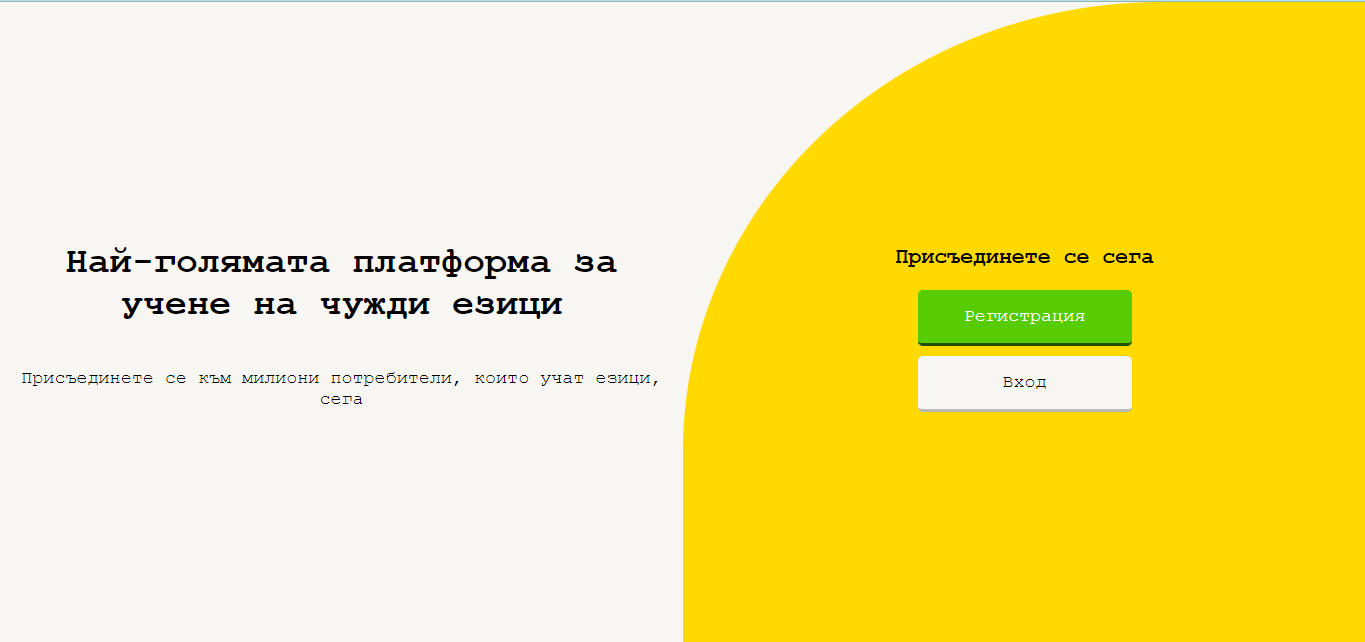 Най-голямата платформа за
учене на чужди езици
Присъединете се към милиони потребители, които учат езици,
сега
Присъединете се сега
Регистрация
Вход